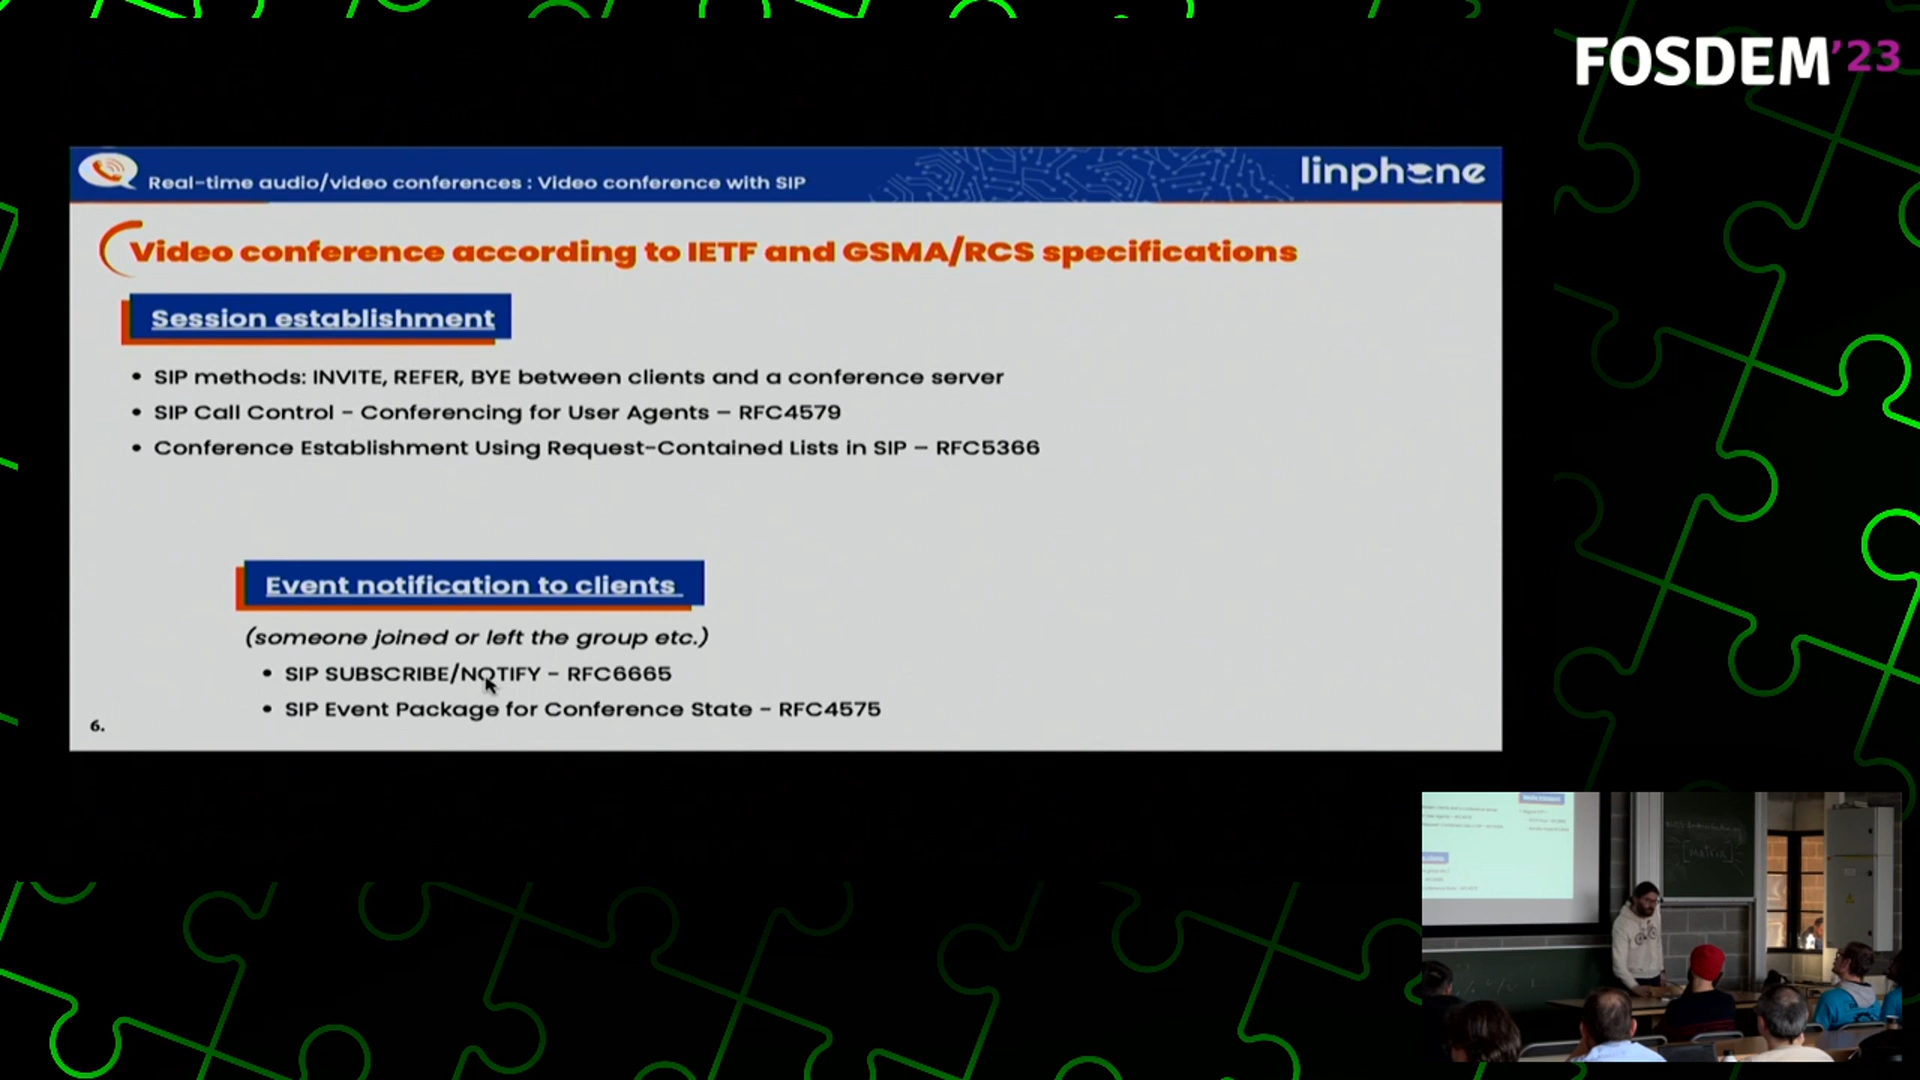 FOSDEM'23
Real-time audio/video conferences : Video conference with SIP
linphone
Video conference according to IETF and GSMA/RCS specifications
Session establishment
• SIP methods: INVITE, REFER, BYE between clients and a conference server
• SIP Call Control - Conferencing for User Agents – RFC4579
• Conference Establishment Using Request-Contained Lists in SIP – RFC5366
Event notification to clients
(someone joined or left the group etc.)
• SIP SUBSCRIBE/NOTIFY - RFC6665
• SIP Event Package for Conference State - RFC4575
6.